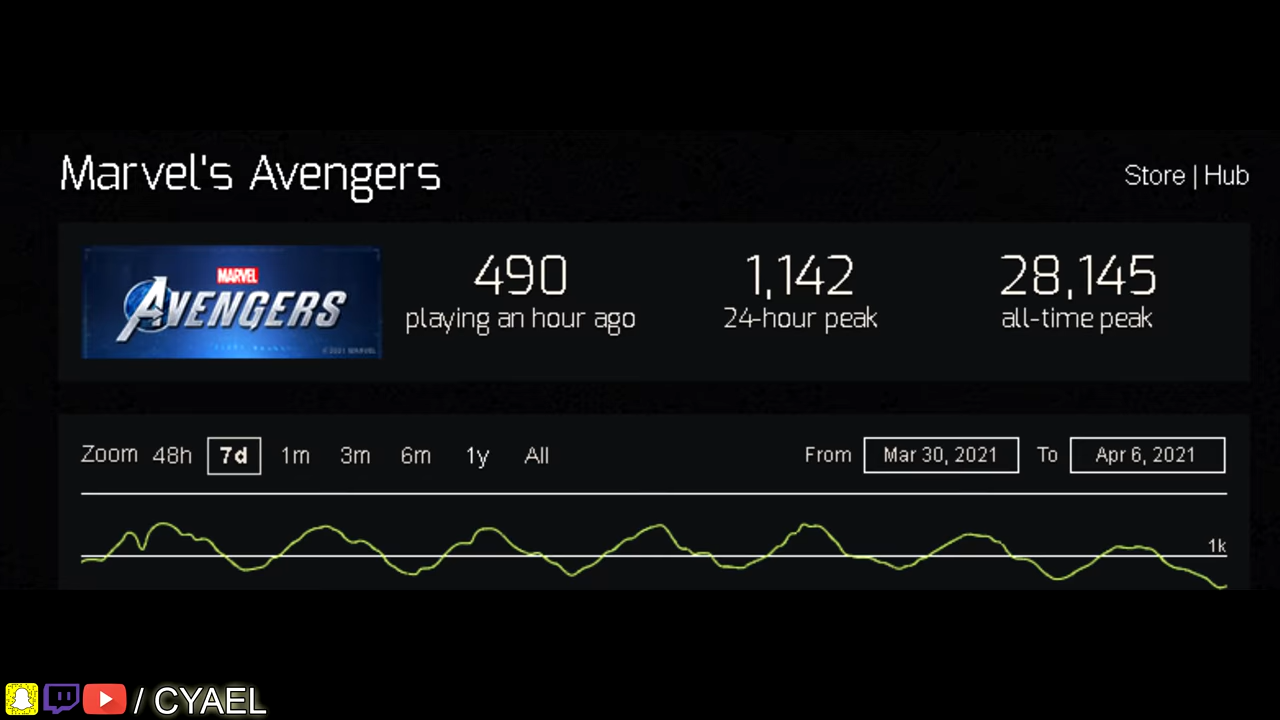 Marvel's Avengers
Store | Hub
MARVEL
AVENGERS
© 2021 MARVEL
490
playing an hour ago
1,142
24-hour peak
28,145
all-time peak
Zoom 48h 7d 1m 3m 6m 1y All
From Mar 30, 2021 To Apr 6, 2021
1k
/ CYAEL